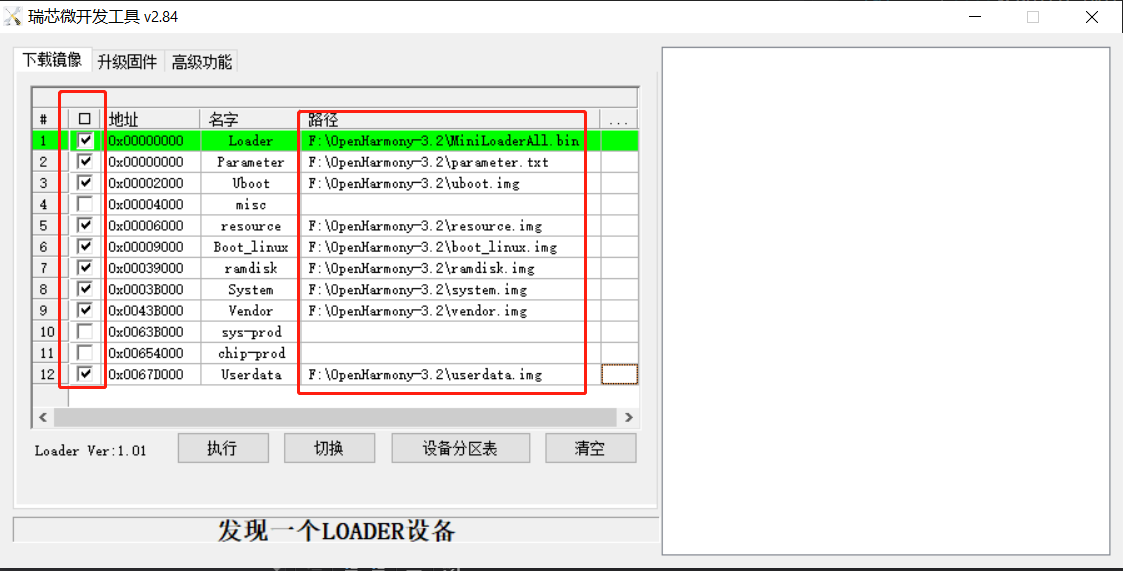 瑞芯微开发工具 v2.84
下载镜像 升级固件 高级功能
# 地址 名字 路径 ...
1 0x00000000 Loader F:\OpenHarmony-3.2\MiniLoaderAll.bin
2 0x00000000 Parameter F:\OpenHarmony-3.2\parameter.txt
3 0x00002000 Uboot F:\OpenHarmony-3.2\uboot.img
4 0x00004000 misc
5 0x00006000 resource F:\OpenHarmony-3.2\resource.img
6 0x00009000 Boot_linux F:\OpenHarmony-3.2\boot_linux.img
7 0x00039000 ramdisk F:\OpenHarmony-3.2\ramdisk.img
8 0x0003B000 System F:\OpenHarmony-3.2\system.img
9 0x0043B000 Vendor F:\OpenHarmony-3.2\vendor.img
10 0x0063B000 sys-prod
11 0x00654000 chip-prod
12 0x0067D000 Userdata F:\OpenHarmony-3.2\userdata.img
Loader Ver:1.01 执行 切换 设备分区表 清空
发现一个LOADER设备